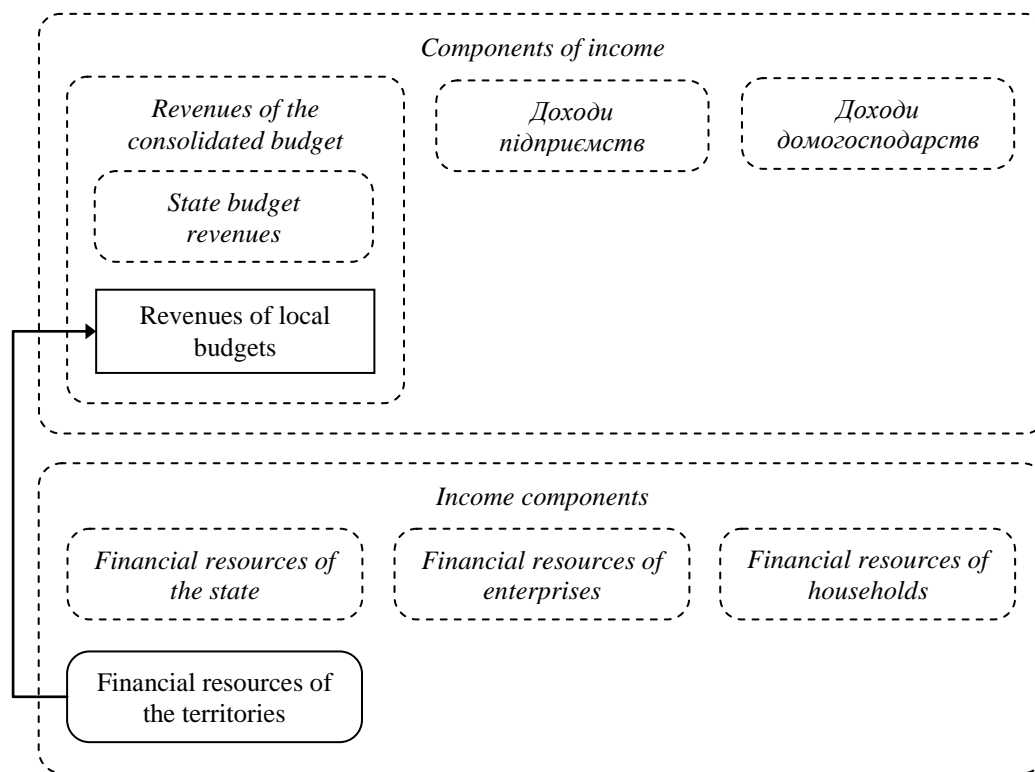 Components of income
Revenues of the
consolidated budget
Доходи
підприємств
Доходи
домогосподарств
State budget
revenues
Revenues of local
budgets
Income components
Financial resources of
the state
Financial resources of
enterprises
Financial resources of
households
Financial resources of
the territories